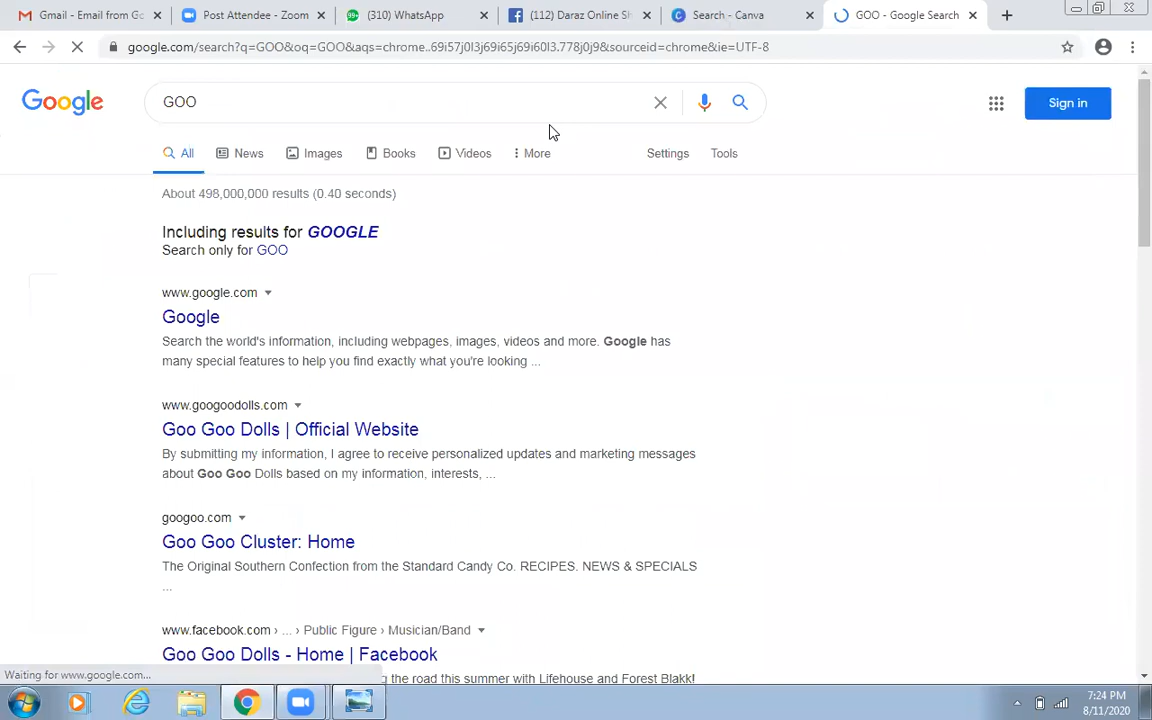 Gmail - Email from Go
Post Attendee - Zoom
(310) WhatsApp
(112) Daraz Online Sh
Search - Canva
GOO - Google Search
google.com/search?q=GOO&oq=GOO&aqs=chrome..69i57j0l3j69i65j69i60l3.778j0j9&sourceid=chrome&ie=UTF-8
Google
GOO
Sign in
All
News
Images
Books
Videos
More
Settings
Tools
About 498,000,000 results (0.40 seconds)
Including results for GOOGLE
Search only for GOO
www.google.com
Google
Search the world's information, including webpages, images, videos and more. Google has
many special features to help you find exactly what you're looking ...
www.googoodolls.com
Goo Goo Dolls | Official Website
By submitting my information, I agree to receive personalized updates and marketing messages
about Goo Goo Dolls based on my information, interests, ...
googoo.com
Goo Goo Cluster: Home
The Original Southern Confection from the Standard Candy Co. RECIPES. NEWS & SPECIALS
...
www.facebook.com › ... › Public Figure › Musician/Band
Goo Goo Dolls - Home | Facebook
Waiting for www.google.com...
g the road this summer with Lifehouse and Forest Blakk!
7:24 PM
8/11/2020